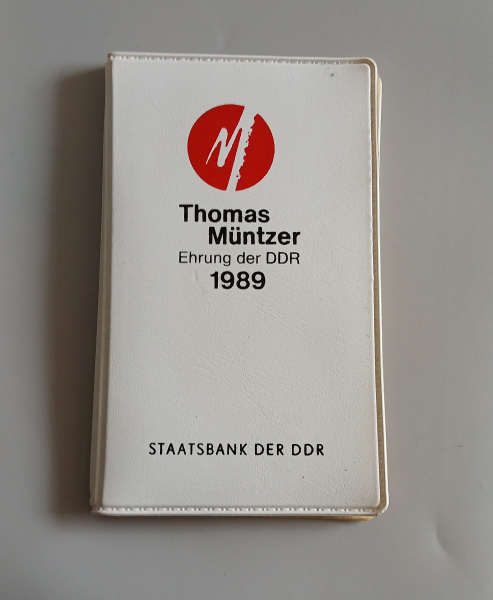 Thomas
Müntzer
Ehrung der DDR
1989
STAATSBANK DER DDR